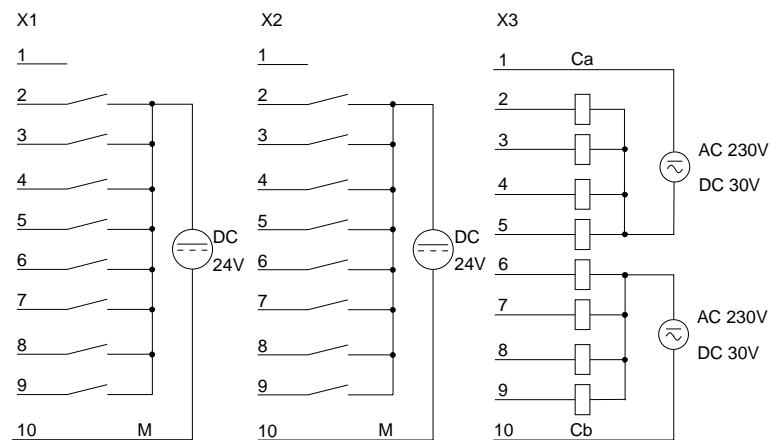 X1 X2 X3
1 1 1 Ca
2 2 2
3 3 3 AC 230V
4 4 4 DC 30V
5 DC 5 DC 5
6 24V 6 24V 6
7 7 7 AC 230V
8 8 8 DC 30V
9 9 9
10 M 10 M 10 Cb